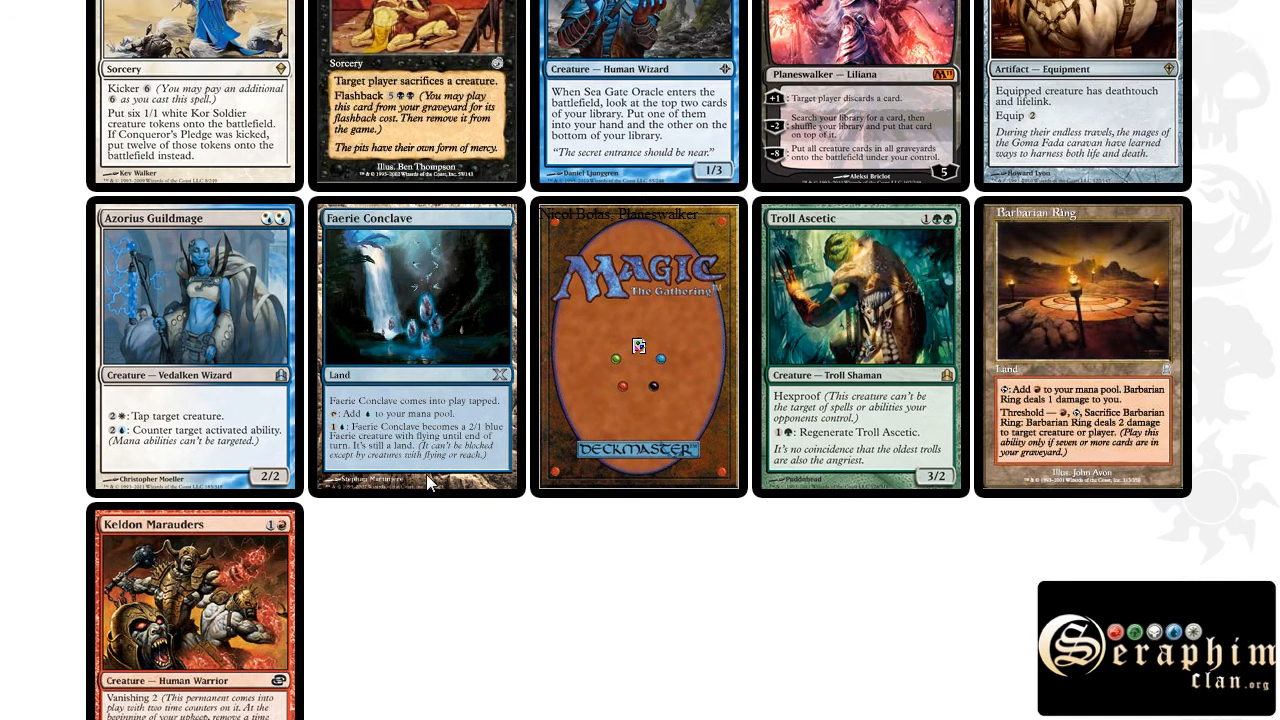 Sorcery
Kicker 6 (You may pay an additional
6 as you cast this spell.)
Put six 1/1 white Kor Soldier
creature tokens onto the battlefield.
If Conqueror's Pledge was kicked,
put twelve of those tokens onto the
battlefield instead.
Kev Walker
Sorcery
Target player sacrifices a creature.
Flashback 5 (You may play
this card from your graveyard for its
flashback cost. Then remove it from
the game.)
The pits have their own form of mercy.
Illus. Ben Thompson
Creature — Human Wizard
When Sea Gate Oracle enters the
battlefield, look at the top two cards
of your library. Put one of them
into your hand and the other on the
bottom of your library.
"The secret entrance should be near."
Daniel Ljunggren
1/3
Planeswalker — Liliana
+1 : Target player discards a card.
-2 : Search your library for a card, then
shuffle your library and put that card
on top of it.
-8 : Put all creature cards in all graveyards
onto the battlefield under your control.
Aleksi Briclot
5
Artifact — Equipment
Equipped creature has deathtouch
and lifelink.
Equip 2
During their endless travels, the mages of
the Goma Fada caravan have learned
ways to harness both life and death.
Howard Lyon
Azorius Guildmage
Creature — Vedalken Wizard
2: Tap target creature.
2: Counter target activated ability.
(Mana abilities can't be targeted.)
Christopher Moeller
2/2
Faerie Conclave
Land
Faerie Conclave comes into play tapped.
: Add to your mana pool.
1: Faerie Conclave becomes a 2/1 blue
Faerie creature with flying until end of
turn. It's still a land. (It can't be blocked
except by creatures with flying or reach.)
Stephan Martiniere
Nicol Bolas, Planeswalker
Magic
The Gathering
DECKMASTER
Troll Ascetic 1
Creature — Troll Shaman
Hexproof (This creature can't be
the target of spells or abilities your
opponents control.)
1: Regenerate Troll Ascetic.
It's no coincidence that the oldest trolls
are also the angriest.
Puddnhead
3/2
Barbarian Ring
Land
: Add to your mana pool. Barbarian
Ring deals 1 damage to you.
Threshold — , , Sacrifice Barbarian
Ring: Barbarian Ring deals 2 damage
to target creature or player. (Play this
ability only if seven or more cards are in
your graveyard.)
Illus. John Avon
Keldon Marauders 1
Creature — Human Warrior
Vanishing 2 (This permanent comes into
play with two time counters on it. At the
beginning of your upkeep, remove a time
Seraphim
clan.org